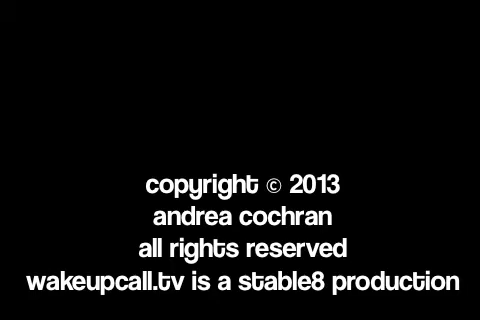 copyright © 2013
andrea cochran
all rights reserved
wakeupcall.tv is a stable8 production